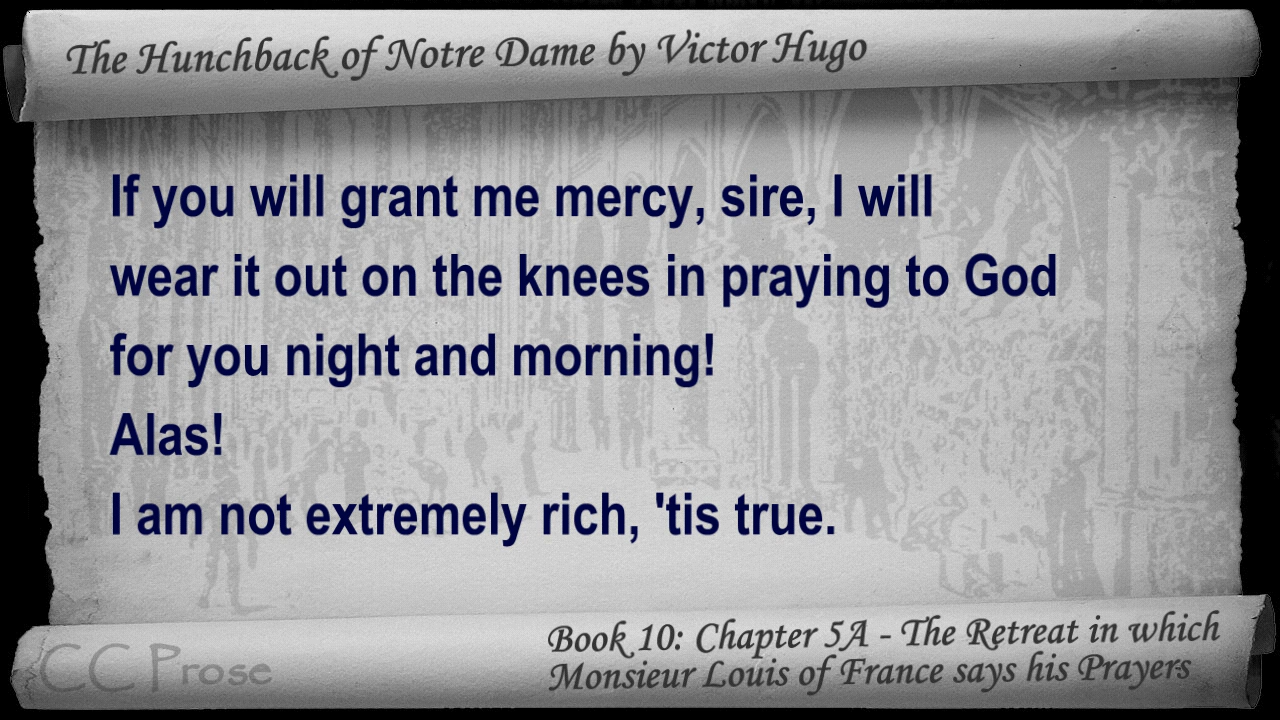 The Hunchback of Notre Dame by Victor Hugo
If you will grant me mercy, sire, I will
wear it out on the knees in praying to God
for you night and morning!
Alas!
I am not extremely rich, 'tis true.
CC Prose
Book 10: Chapter 5A - The Retreat in which
Monsieur Louis of France says his Prayers